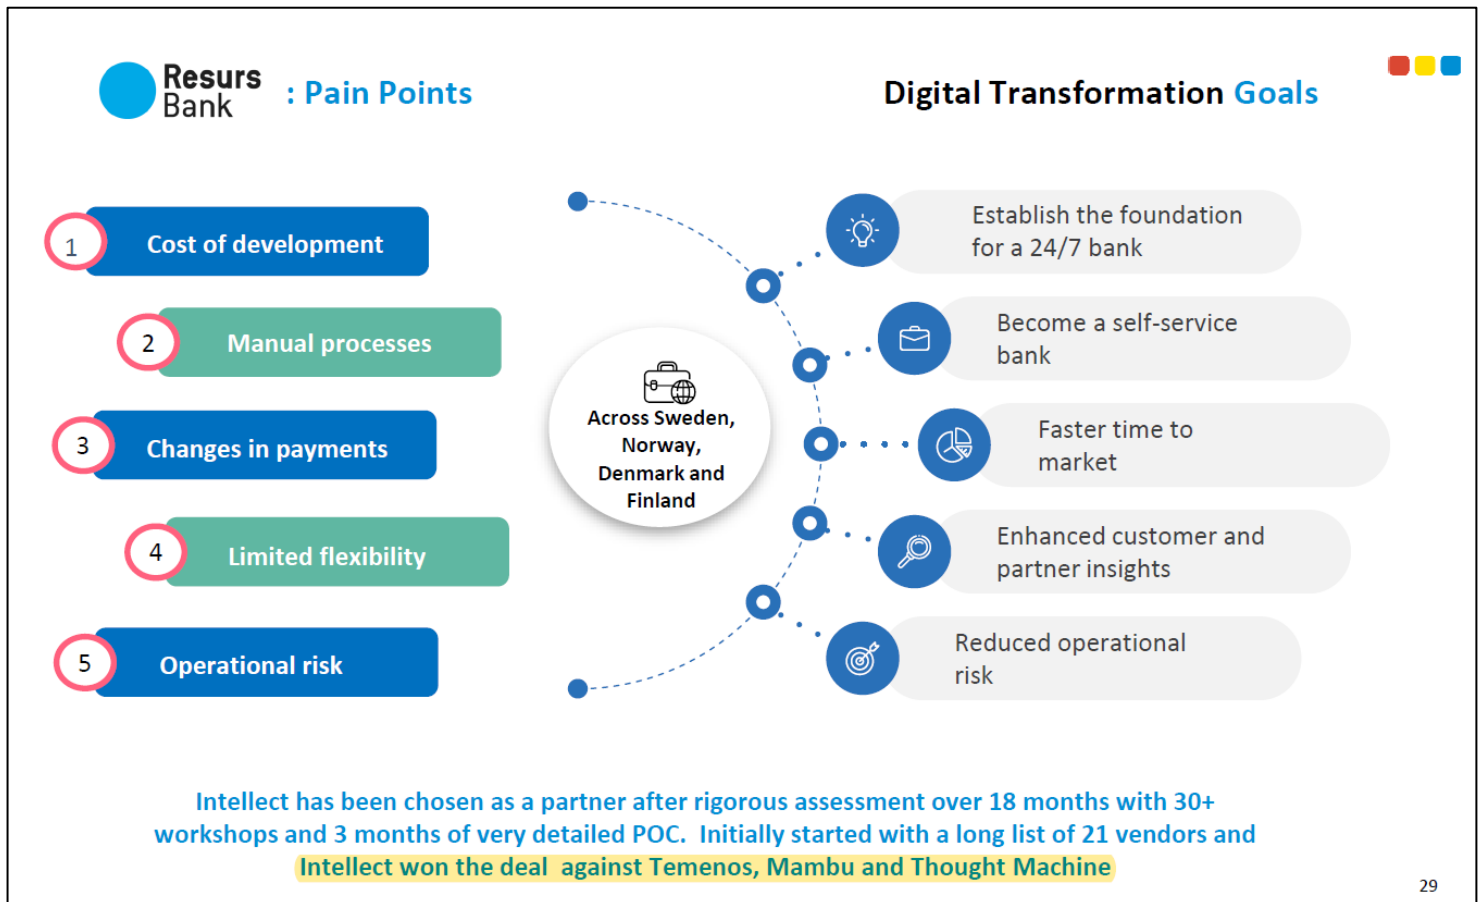 Resurs
Bank
: Pain Points
Digital Transformation Goals
1
Cost of development
2
Manual processes
3
Changes in payments
4
Limited flexibility
5
Operational risk
Across Sweden,
Norway,
Denmark and
Finland
Establish the foundation
for a 24/7 bank
Become a self-service
bank
Faster time to
market
Enhanced customer and
partner insights
Reduced operational
risk
Intellect has been chosen as a partner after rigorous assessment over 18 months with 30+
workshops and 3 months of very detailed POC.  Initially started with a long list of 21 vendors and
Intellect won the deal  against Temenos, Mambu and Thought Machine
29